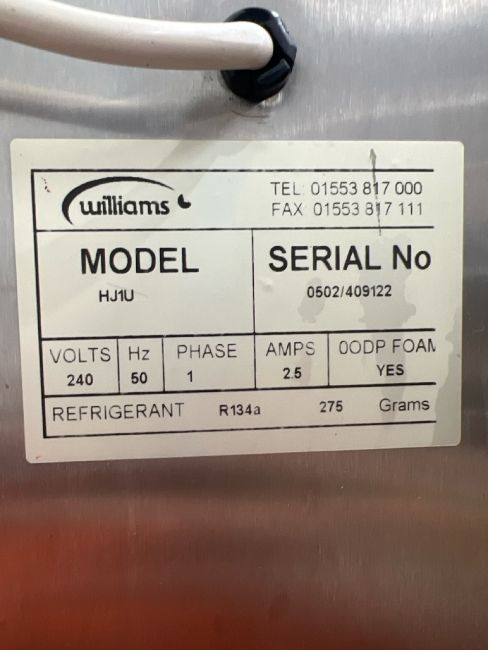 williams
TEL: 01553 817 000
FAX: 01553 817 111
MODEL
HJ1U
SERIAL No
0502/409122
VOLTS Hz PHASE AMPS 0ODP FOAM
240 50 1 2.5 YES
REFRIGERANT R134a 275 Grams